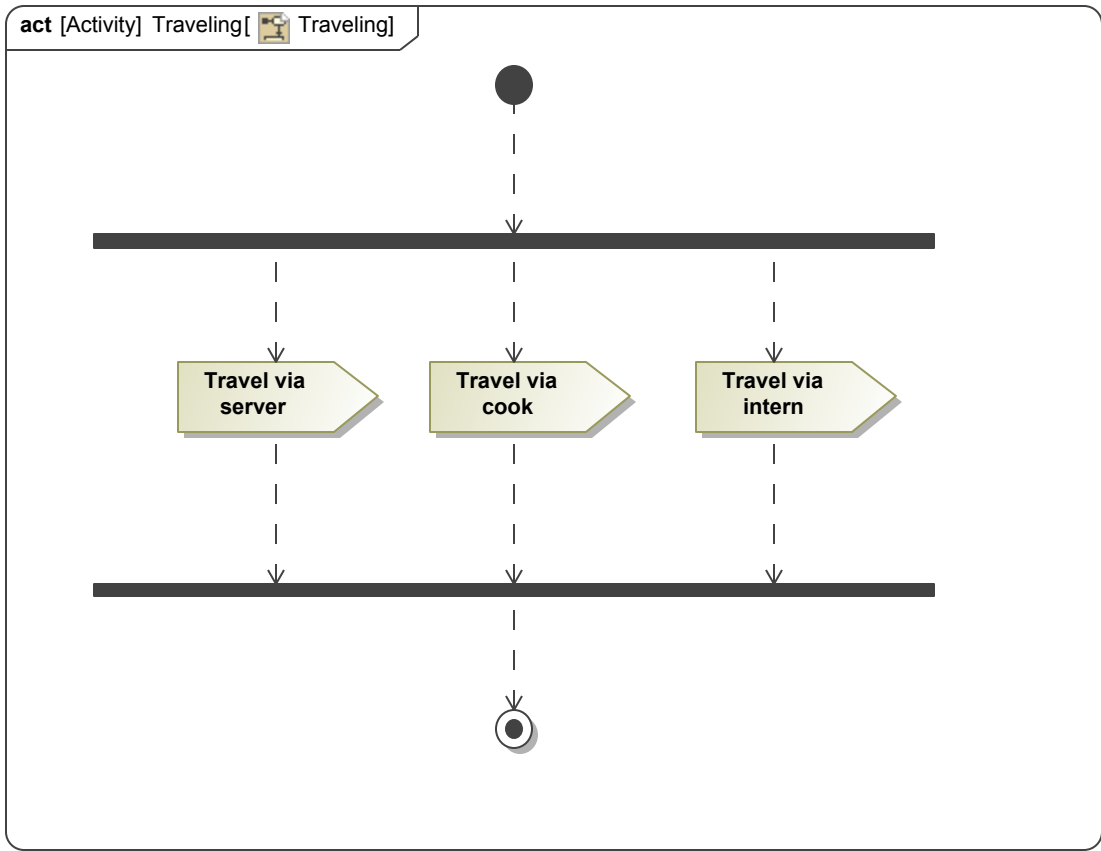 act [Activity] Traveling[ Traveling]
Travel via
server
Travel via
cook
Travel via
intern